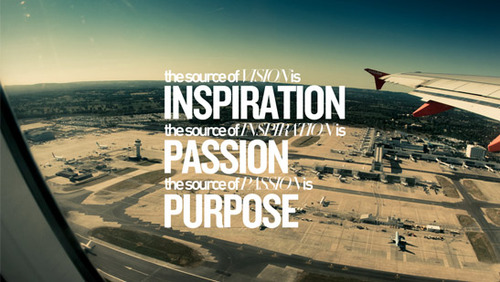 the source of VISION is
INSPIRATION
the source of INSPIRATION is
PASSION
the source of PASSION is
PURPOSE